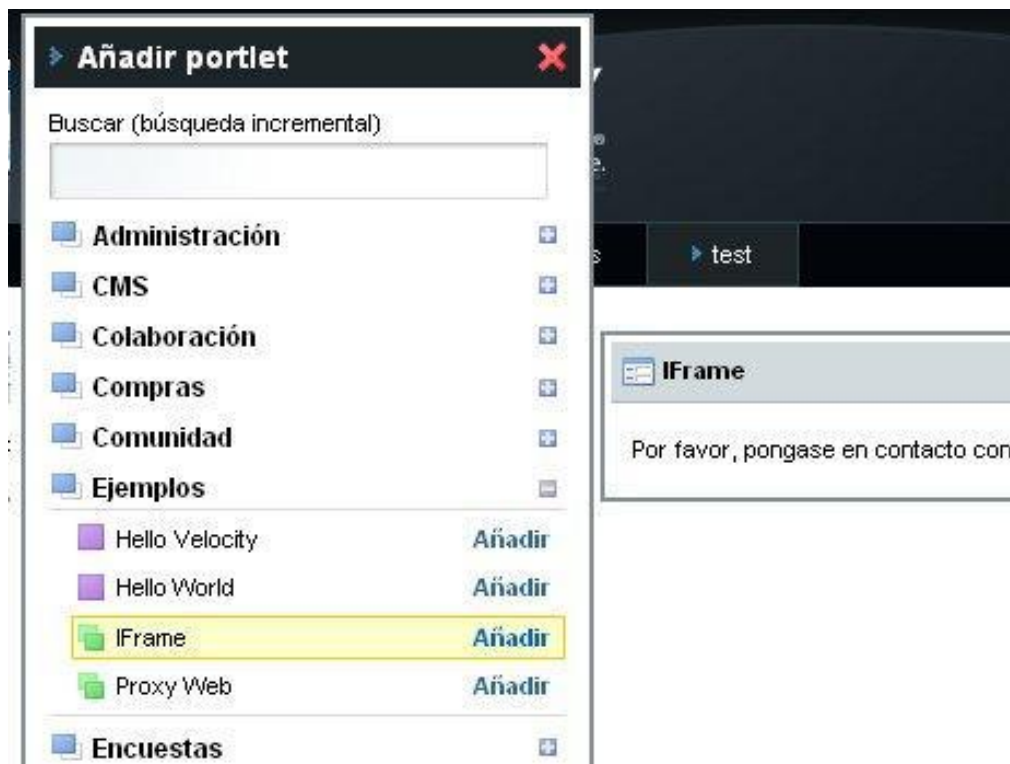 Añadir portlet
Buscar (búsqueda incremental)
Administración
CMS
Colaboración
Compras
Comunidad
Ejemplos
Hello Velocity Añadir
Hello World Añadir
IFrame Añadir
Proxy Web Añadir
Encuestas
test
IFrame
Por favor, pongase en contacto con